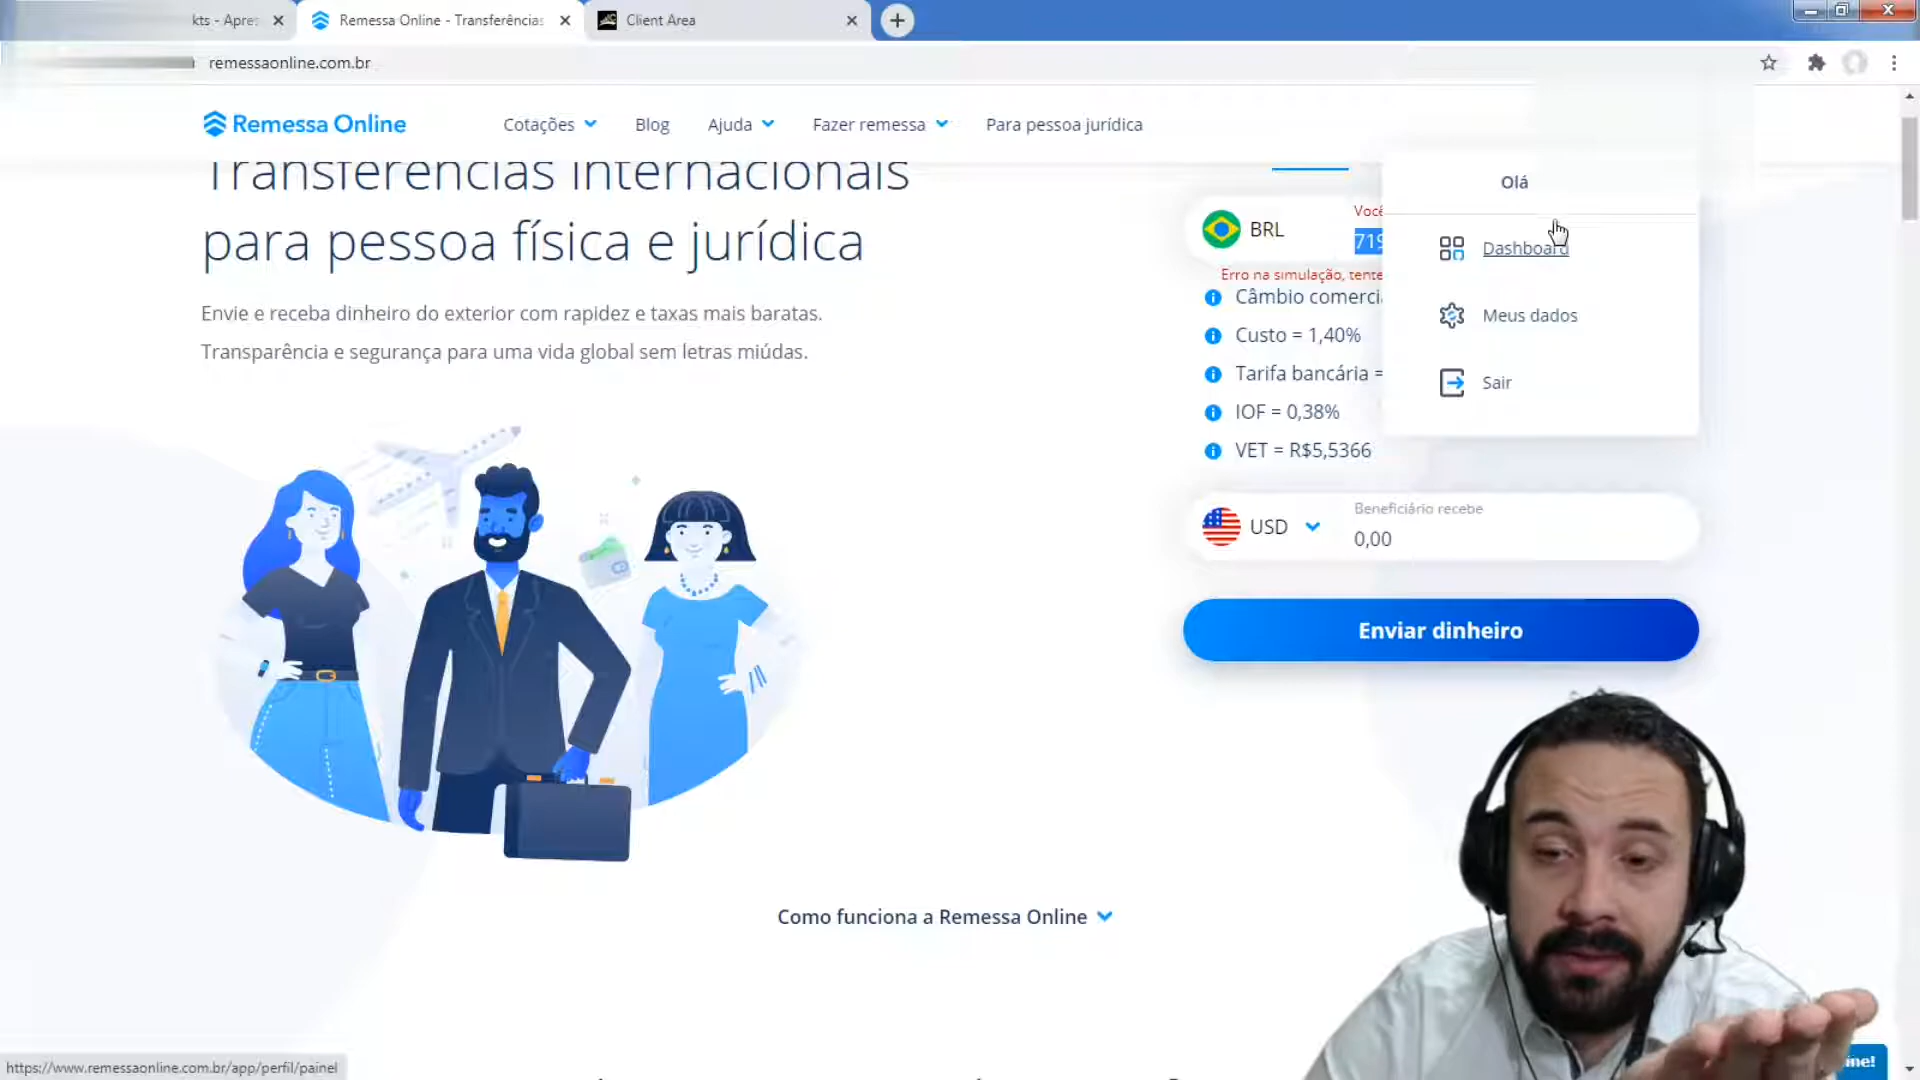 kts - Apre
Remessa Online - Transferências
Client Area
remessaonline.com.br
Remessa Online
Cotações
Blog
Ajuda
Fazer remessa
Para pessoa jurídica
Transferências internacionais
para pessoa física e jurídica
Envie e receba dinheiro do exterior com rapidez e taxas mais baratas.
Transparência e segurança para uma vida global sem letras miúdas.
Olá
Dashboard
Meus dados
Sair
BRL
Você
719
Erro na simulação, tente
Câmbio comerci
Custo = 1,40%
Tarifa bancária =
IOF = 0,38%
VET = R$5,5366
USD
Beneficiário recebe
0,00
Enviar dinheiro
Como funciona a Remessa Online
https://www.remessaonline.com.br/app/perfil/painel
ine!